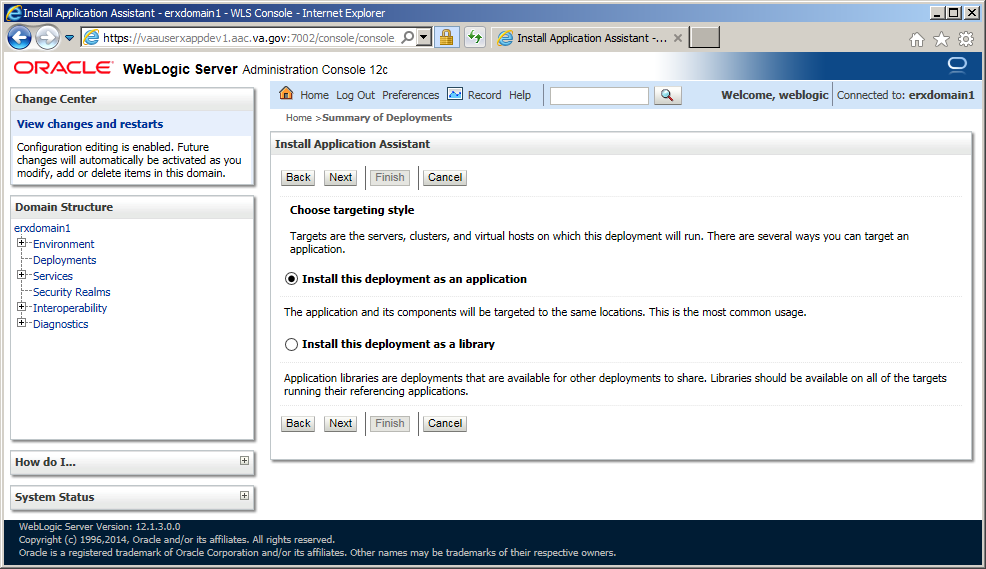 Install Application Assistant - erxdomain1 - WLS Console - Internet Explorer
https://vaauserxappdev1.aac.va.gov:7002/console/console
Install Application Assistant -...
ORACLE WebLogic Server Administration Console 12c
Change Center
View changes and restarts
Configuration editing is enabled. Future
changes will automatically be activated as you
modify, add or delete items in this domain.
Domain Structure
erxdomain1
Environment
Deployments
Services
Security Realms
Interoperability
Diagnostics
How do I...
System Status
Home Log Out Preferences Record Help
Welcome, weblogic Connected to: erxdomain1
Home >Summary of Deployments
Install Application Assistant
Back Next Finish Cancel
Choose targeting style
Targets are the servers, clusters, and virtual hosts on which this deployment will run. There are several ways you can target an
application.
Install this deployment as an application
The application and its components will be targeted to the same locations. This is the most common usage.
Install this deployment as a library
Application libraries are deployments that are available for other deployments to share. Libraries should be available on all of the targets
running their referencing applications.
Back Next Finish Cancel
WebLogic Server Version: 12.1.3.0.0
Copyright (c) 1996,2014, Oracle and/or its affiliates. All rights reserved.
Oracle is a registered trademark of Oracle Corporation and/or its affiliates. Other names may be trademarks of their respective owners.